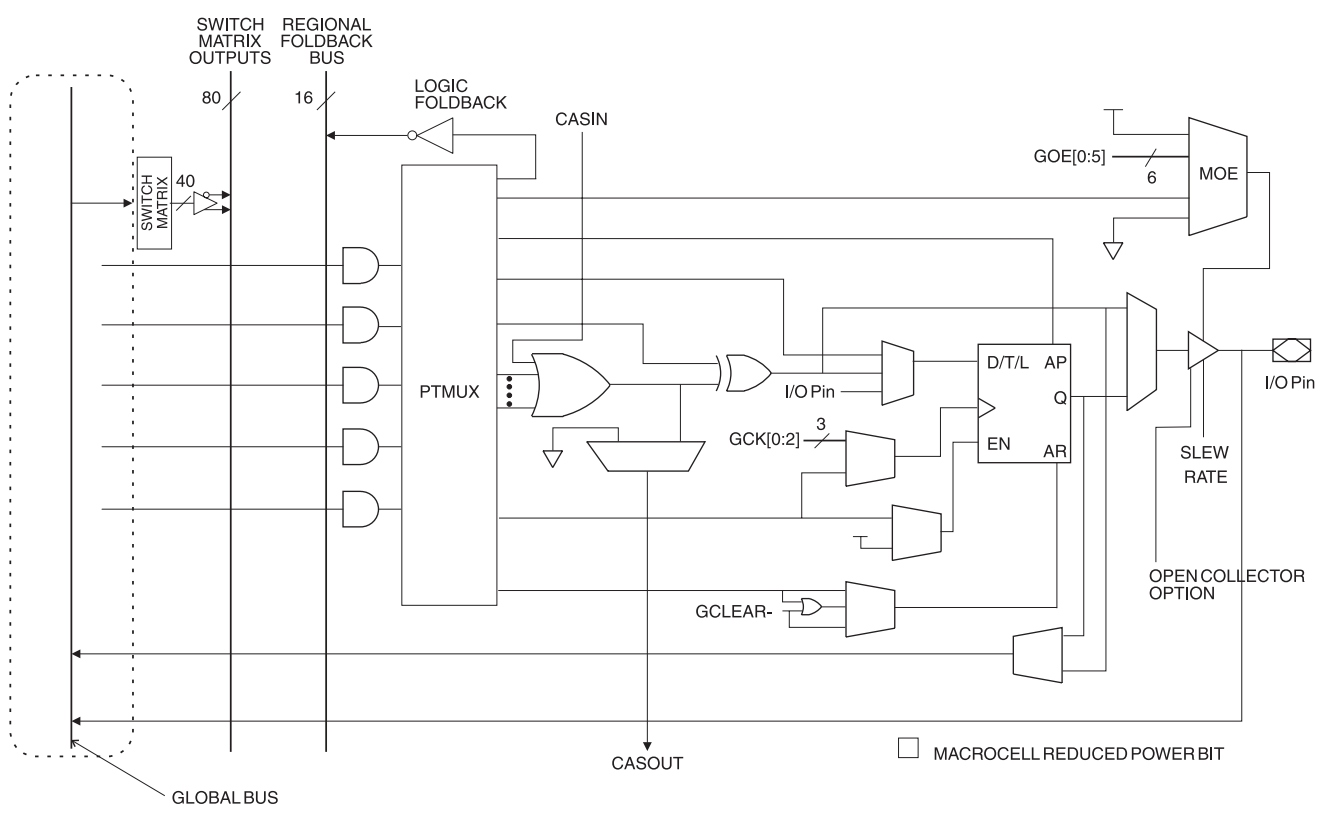 SWITCH
MATRIX
OUTPUTS
REGIONAL
FOLDBACK
BUS
80
16
LOGIC
FOLDBACK
CASIN
GOE[0:5]
6
MOE
SWITCH
MATRIX
40
PTMUX
D/T/L
AP
Q
EN
AR
I/O Pin
I/O Pin
GCK[0:2]
3
SLEW
RATE
OPEN COLLECTOR
OPTION
GCLEAR-
CASOUT
MACROCELL REDUCED POWER BIT
GLOBAL BUS